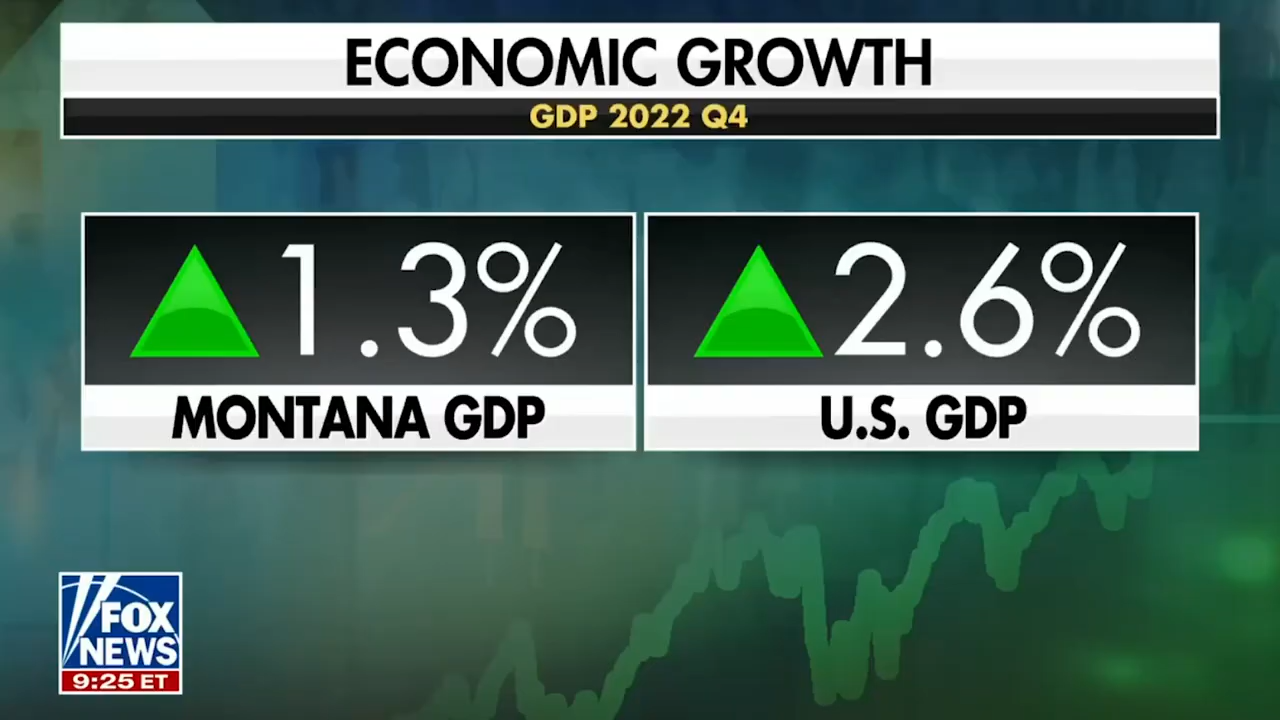 ECONOMIC GROWTH
GDP 2022 Q4
1.3%
MONTANA GDP
2.6%
U.S. GDP
FOX
NEWS
9:25 ET